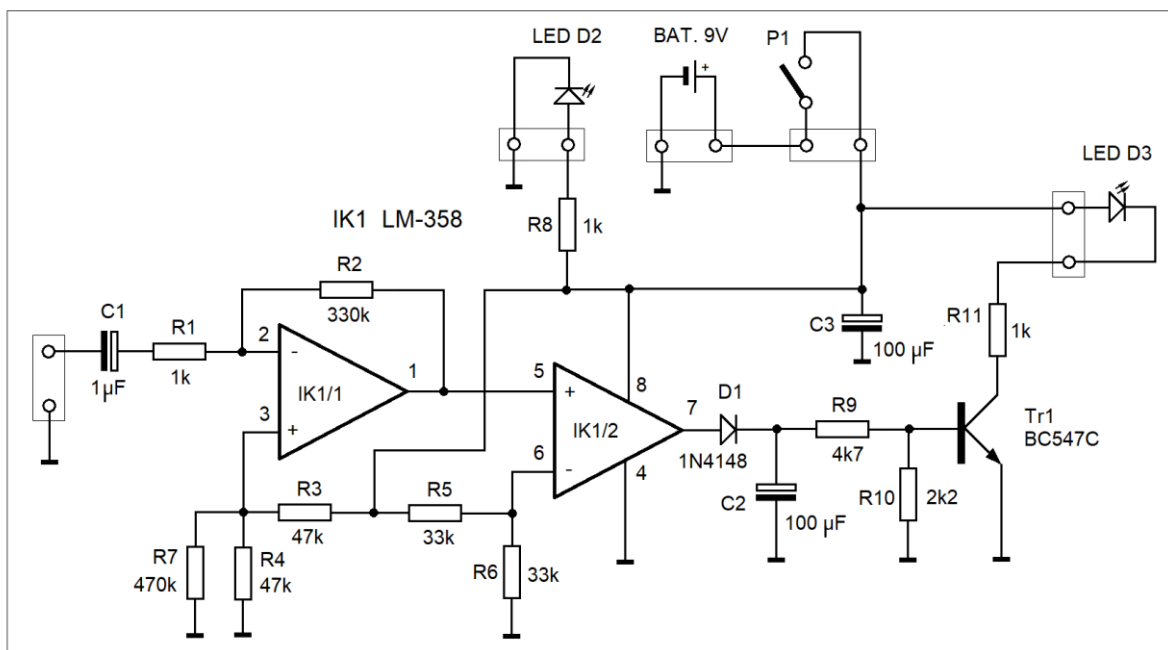 LED D2
BAT. 9V
P1
+
LED D3
IK1 LM-358
R8
1k
R2
330k
C1
1µF
R1
1k
2
-
3
+
IK1/1
1
C3
100 µF
R11
1k
5
+
6
-
IK1/2
8
4
7
D1
1N4148
R9
4k7
Tr1
BC547C
C2
100 µF
R10
2k2
R3
47k
R5
33k
R7
470k
R4
47k
R6
33k